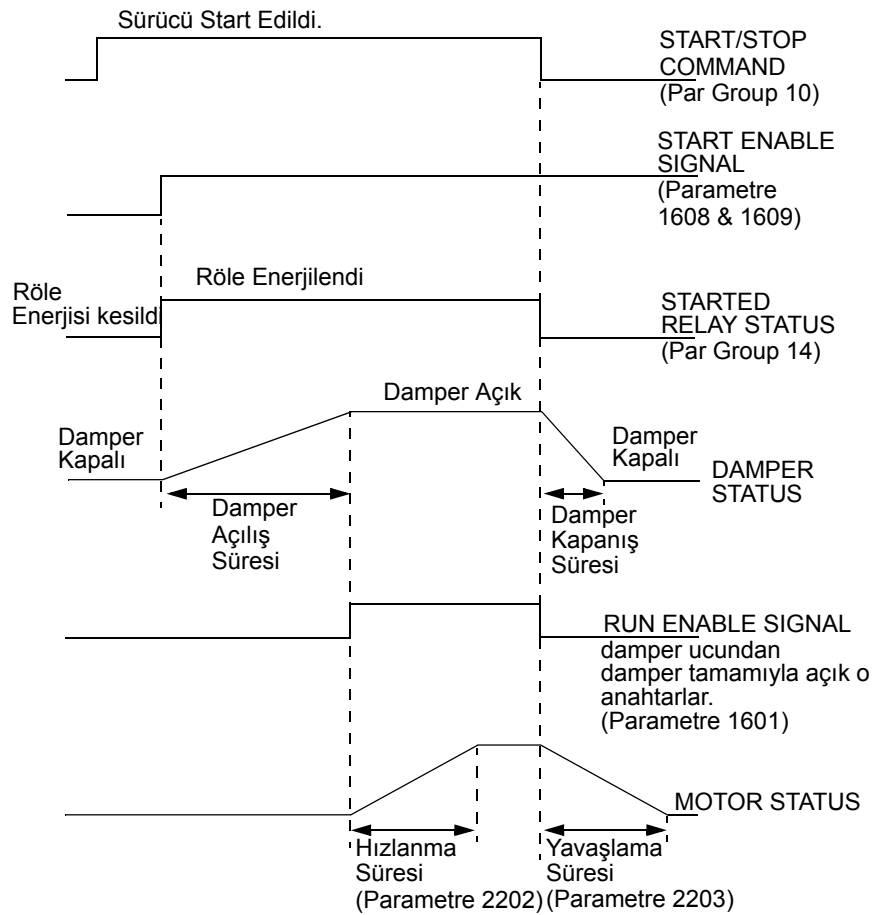 Sürücü Start Edildi.
START/STOP
COMMAND
(Par Group 10)
START ENABLE
SIGNAL
(Parametre
1608 & 1609)
Röle
Enerjisi kesildi
Röle Enerjilendi
STARTED
RELAY STATUS
(Par Group 14)
Damper Açık
Damper
Kapalı
Damper
Kapalı
DAMPER
STATUS
Damper
Açılış
Süresi
Damper
Kapanış
Süresi
RUN ENABLE SIGNAL
damper ucundan
damper tamamıyla açık o
anahtarlar.
(Parametre 1601)
MOTOR STATUS
Hızlanma
Süresi
(Parametre 2202)
Yavaşlama
Süresi
(Parametre 2203)